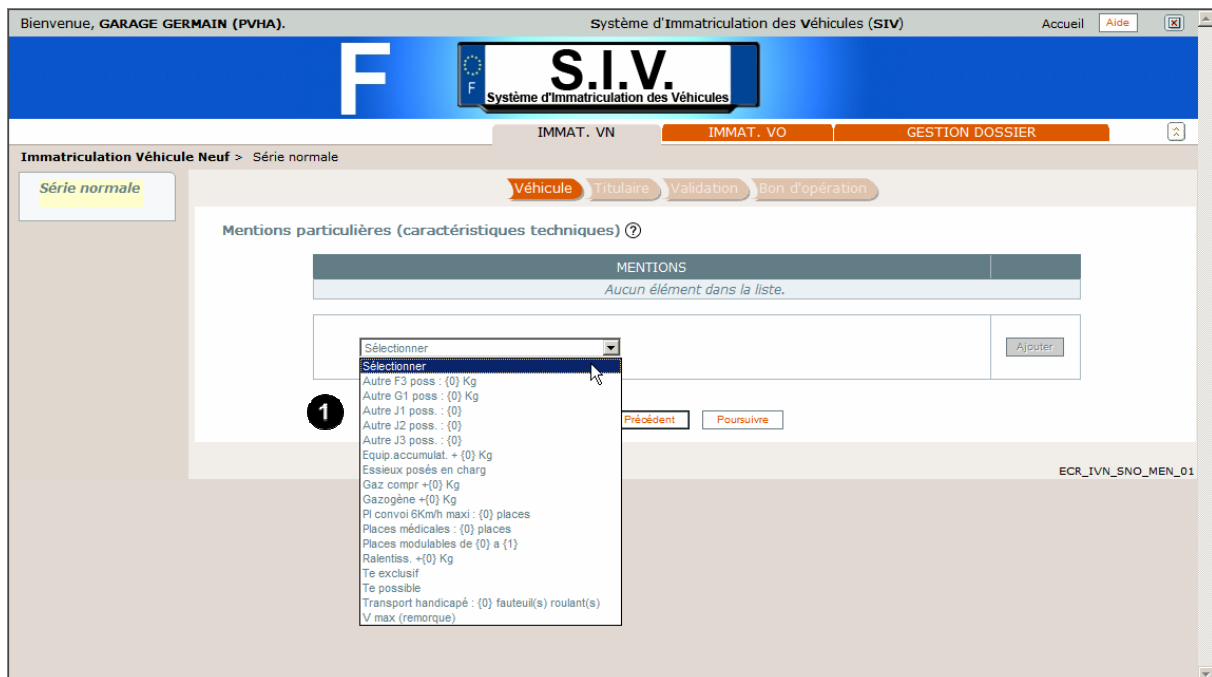 Bienvenue, GARAGE GERMAIN (PVHA). Système d'Immatriculation des Véhicules (SIV) Accueil Aide
F
F
S.I.V.
Système d'Immatriculation des Véhicules
IMMAT. VN IMMAT. VO GESTION DOSSIER
Immatriculation Véhicule Neuf > Série normale
Série normale
Véhicule Titulaire Validation Bon d'opération
Mentions particulières (caractéristiques techniques) ?
MENTIONS
Aucun élément dans la liste.
Sélectionner
Ajouter
Sélectionner
Autre F3 poss : {0} Kg
Autre G1 poss : {0} Kg
Autre J1 poss. : {0}
Autre J2 poss. : {0}
Autre J3 poss. : {0}
Equip.accumulat. + {0} Kg
Essieux posés en charg
Gaz compr +{0} Kg
Gazogène +{0} Kg
Pl convoi 6Km/h maxi : {0} places
Places médicales : {0} places
Places modulables de {0} a {1}
Ralentiss. +{0} Kg
Te exclusif
Te possible
Transport handicapé : {0} fauteuil(s) roulant(s)
V max (remorque)
1
Précédent Poursuivre
ECR_IVN_SNO_MEN_01